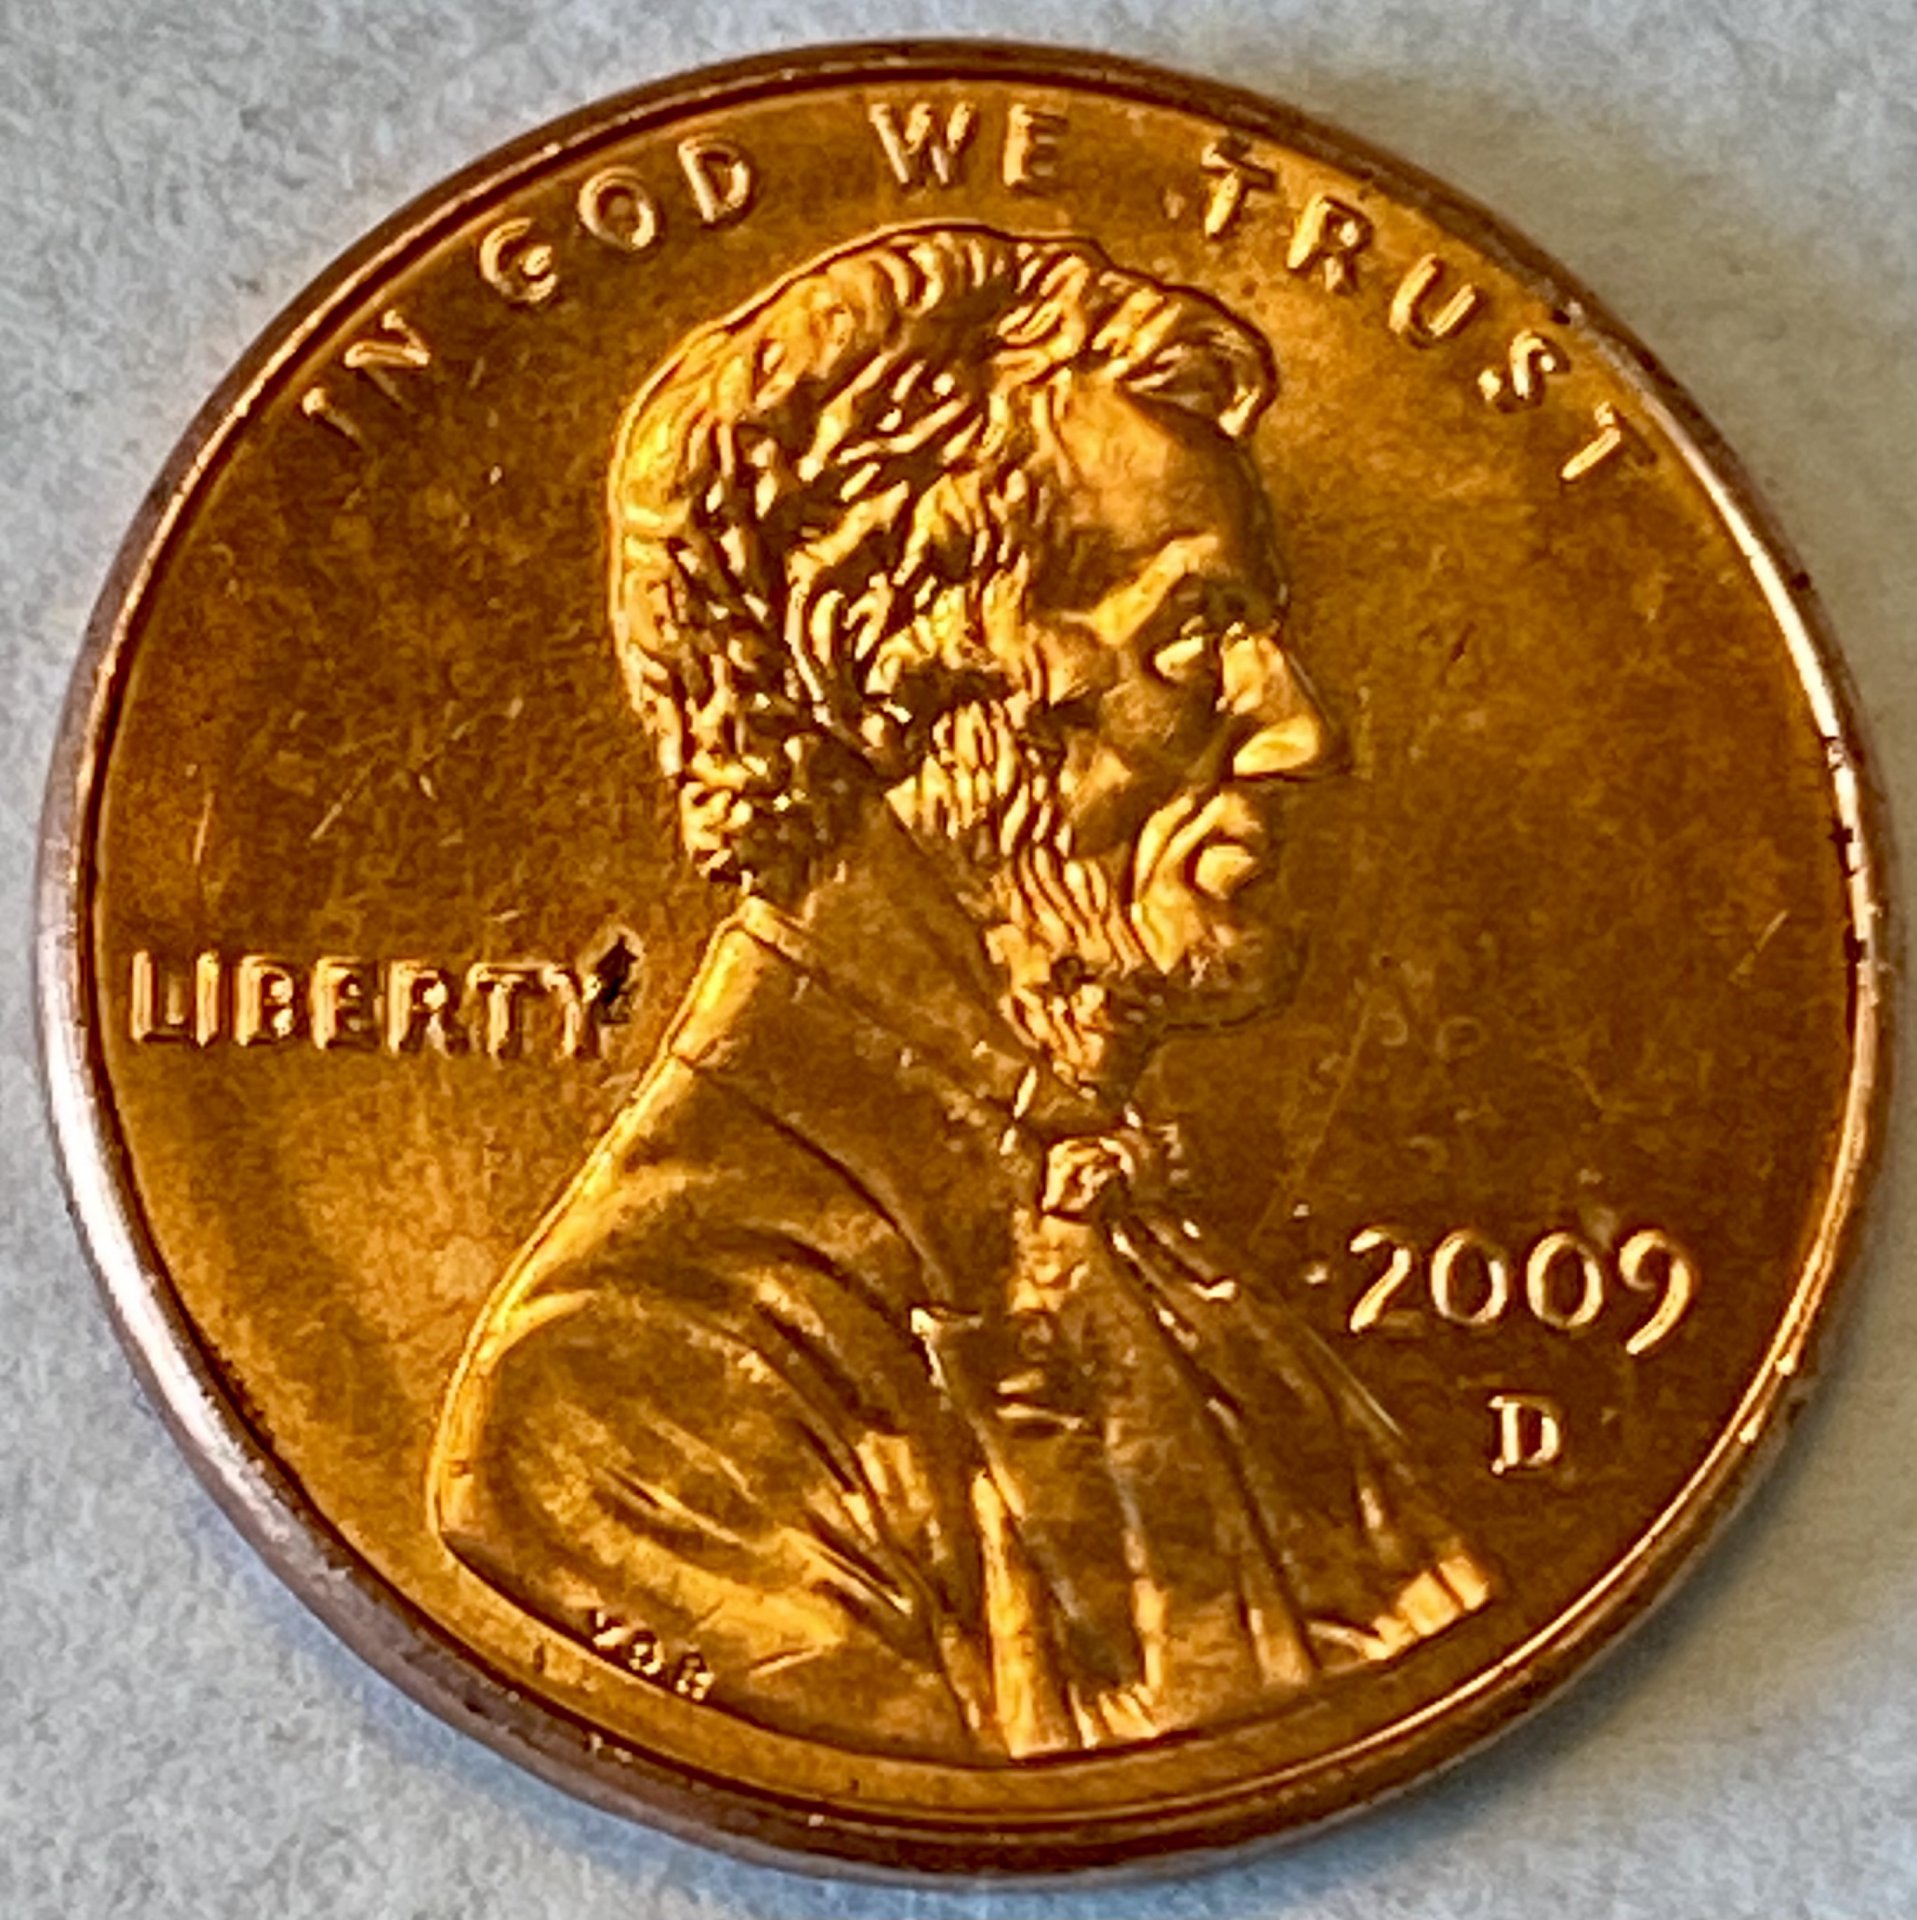 IN GOD WE TRUST
LIBERTY
2009
D
VDB